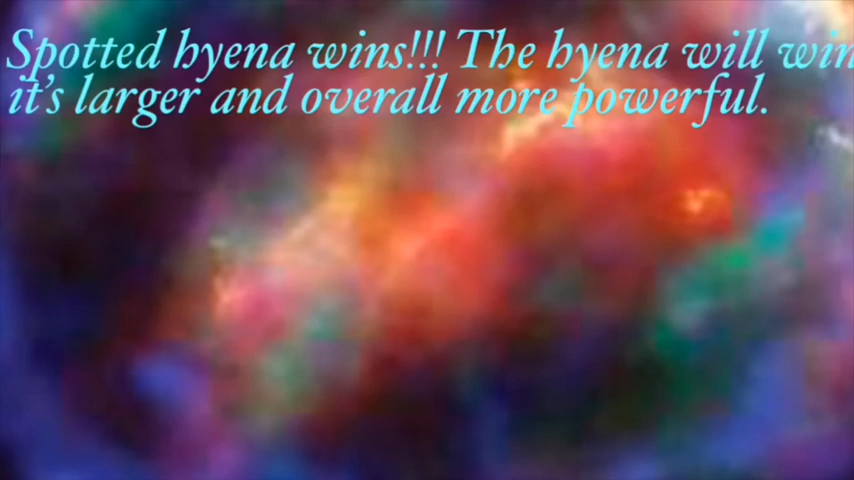 Spotted hyena wins!!! The hyena will win
it's larger and overall more powerful.